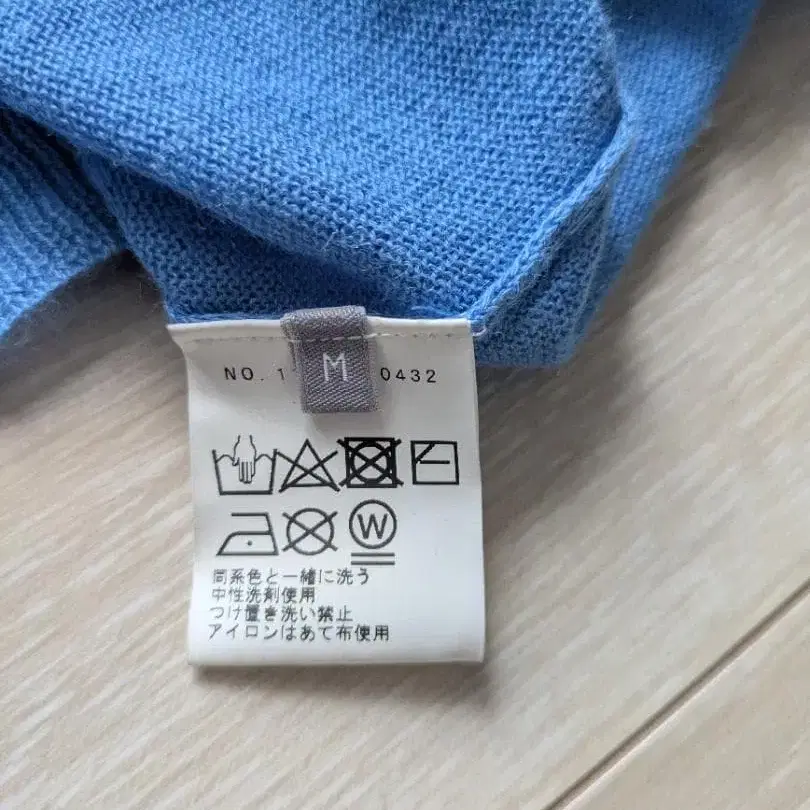 NO. 1 0432
M
W
同系色と一緒に洗う
中性洗剤使用
つけ置き洗い禁止
アイロンはあて布使用